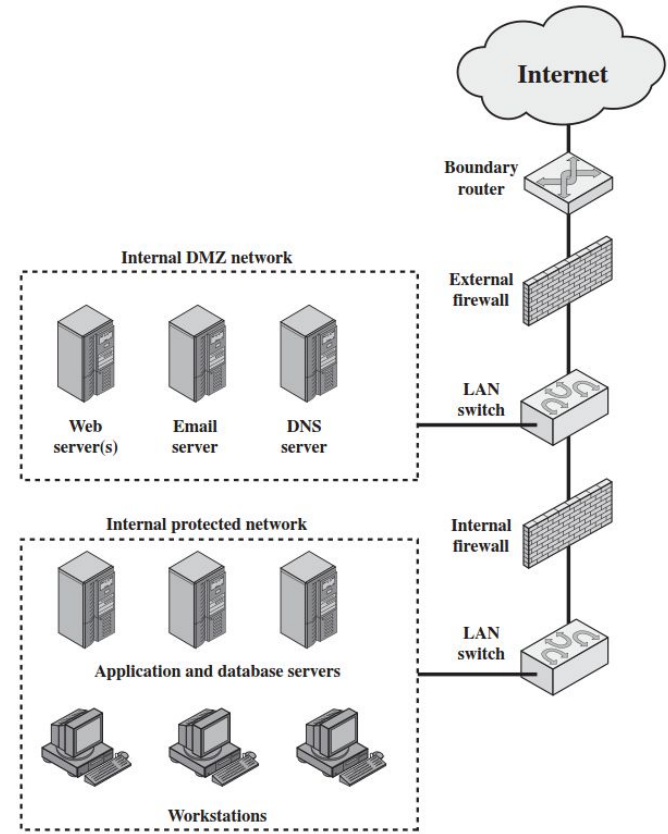 Internet
Boundary
router
Internal DMZ network
External
firewall
LAN
switch
Web
server(s)
Email
server
DNS
server
Internal protected network
Internal
firewall
LAN
switch
Application and database servers
Workstations